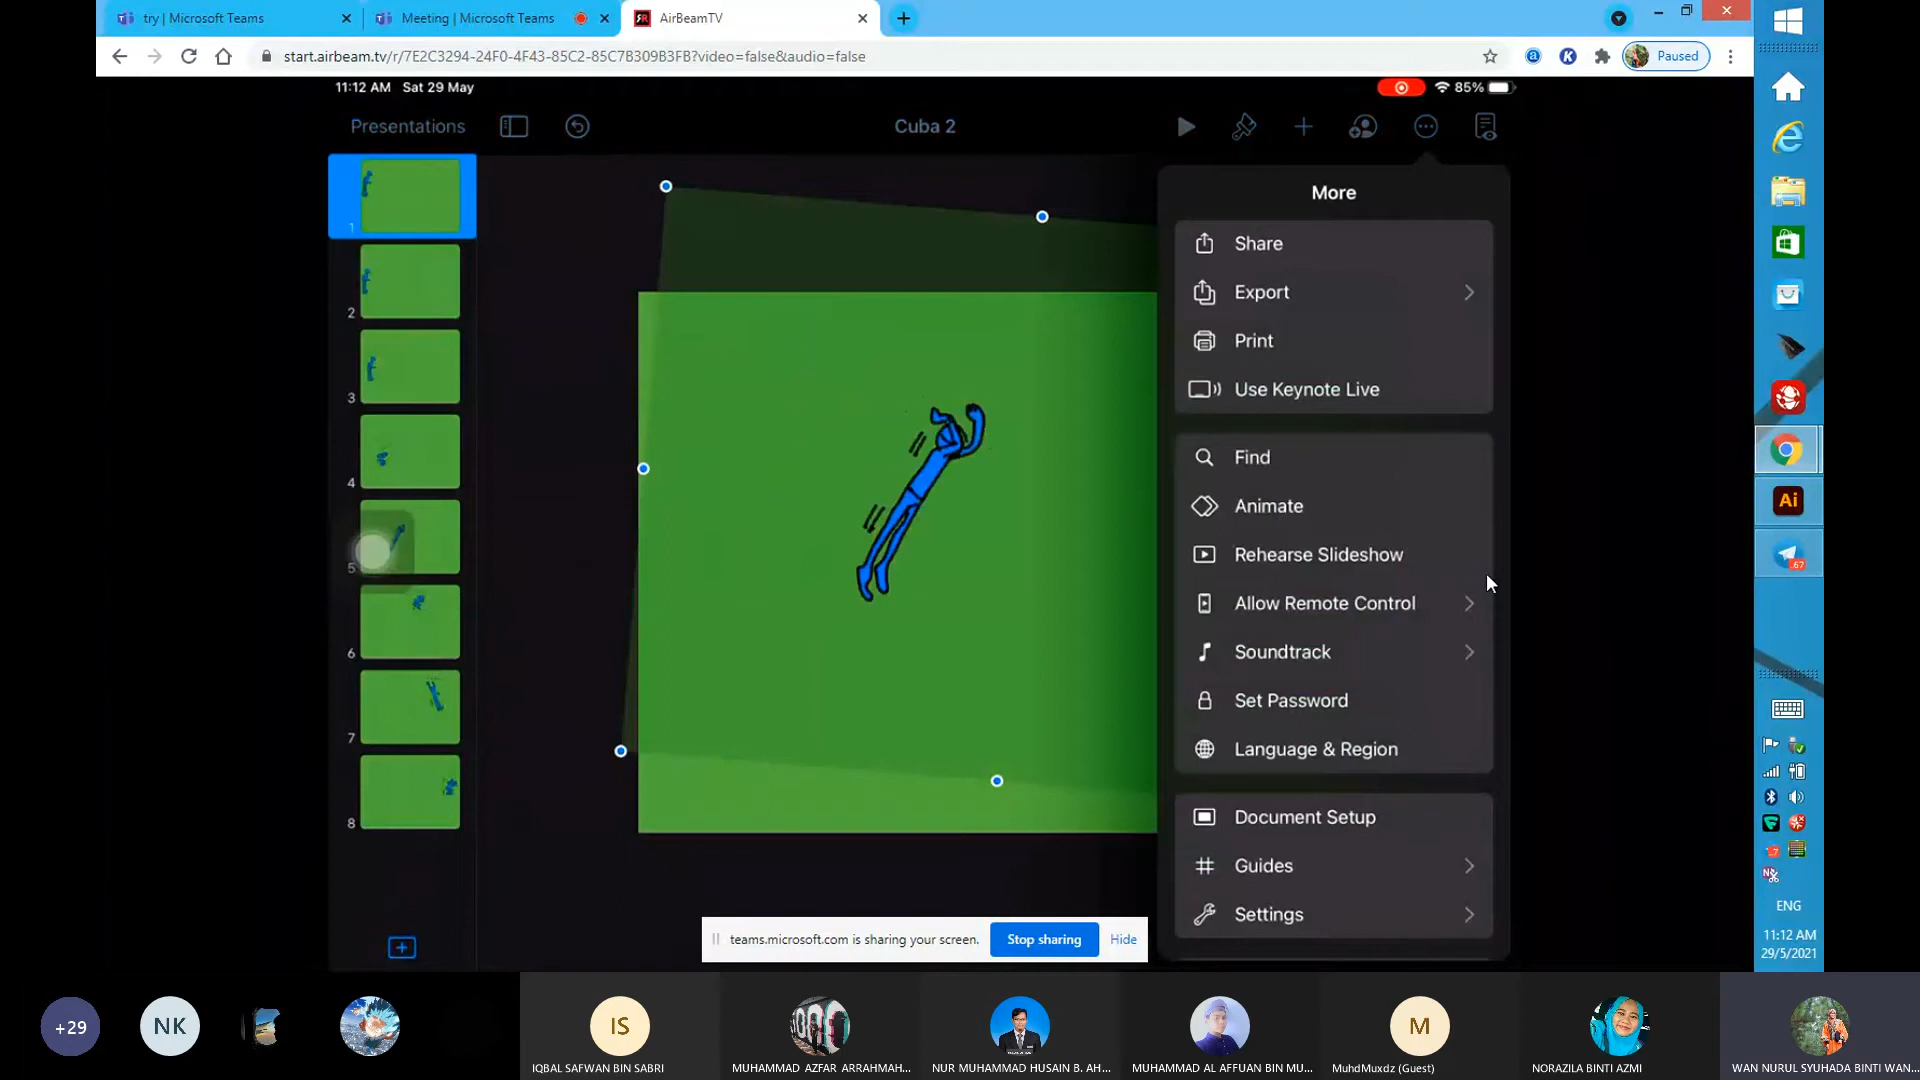 try | Microsoft Teams
Meeting | Microsoft Teams
AirBeamTV
start.airbeam.tv/r/7E2C3294-24F0-4F43-85C2-85C7B309B3FB?video=false&audio=false
Paused
11:12 AM Sat 29 May
85%
Presentations
Cuba 2
More
Share
Export
Print
Use Keynote Live
Find
Animate
Rehearse Slideshow
Allow Remote Control
Soundtrack
Set Password
Language & Region
Document Setup
Guides
Settings
1
2
3
4
5
6
7
8
teams.microsoft.com is sharing your screen.
Stop sharing
Hide
Ai
67
ENG
11:12 AM
29/5/2021
+29
NK
IS
M
IQBAL SAFWAN BIN SABRI
MUHAMMAD AZFAR ARRAHMAH...
NUR MUHAMMAD HUSAIN B. AH...
MUHAMMAD AL AFFUAN BIN MU...
MuhdMuxdz (Guest)
NORAZILA BINTI AZMI
WAN NURUL SYUHADA BINTI WAN...